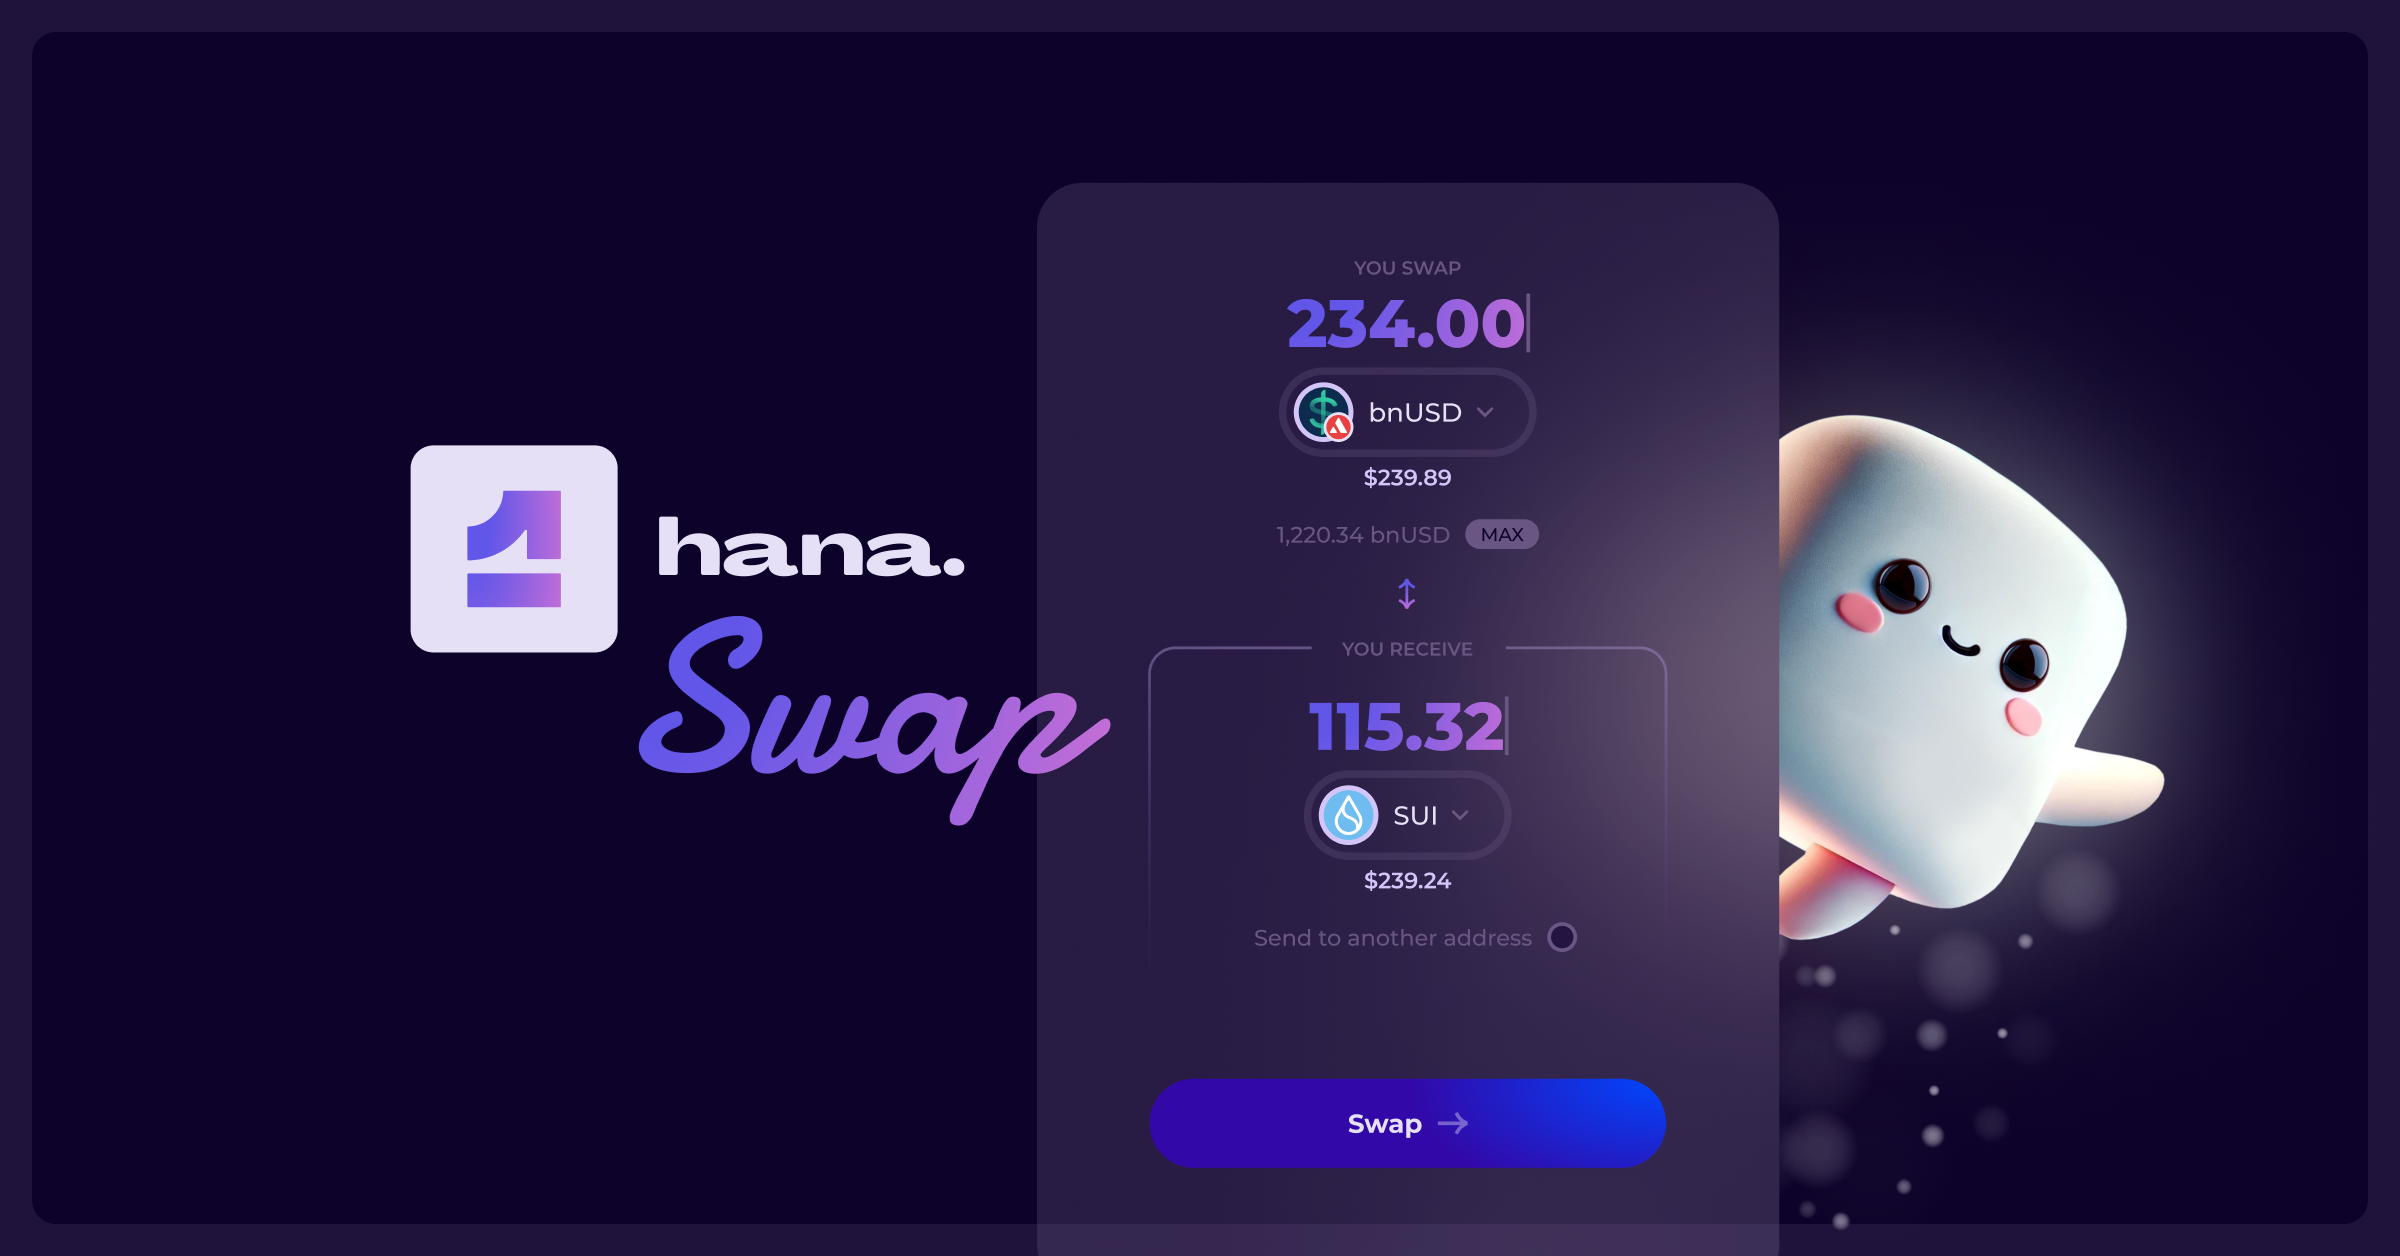 hana.
Swap
YOU SWAP
234.00
bnUSD
$239.89
1,220.34 bnUSD MAX
YOU RECEIVE
115.32
SUI
$239.24
Send to another address
Swap